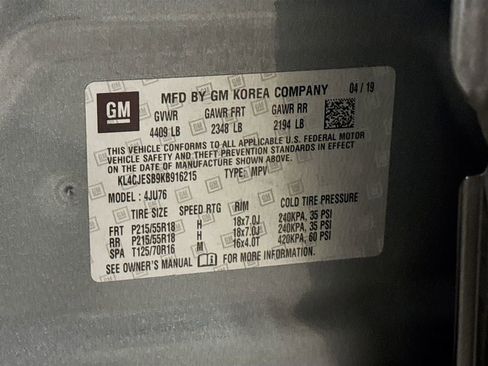 GM
MFD BY GM KOREA COMPANY 04 / 19
GVWR GAWR FRT GAWR RR
4409 LB 2348 LB 2194 LB
THIS VEHICLE CONFORMS TO ALL APPLICABLE U.S. FEDERAL MOTOR
VEHICLE SAFETY AND THEFT PREVENTION STANDARDS IN EFFECT
ON THE DATE OF MANUFACTURE SHOWN ABOVE.
KL4CJESB9KB916215 TYPE: MPV
MODEL: 4JU76
TIRE SIZE SPEED RTG RIM COLD TIRE PRESSURE
FRT P215/55R18 H 18x7.0J 240KPA, 35 PSI
RR P215/55R18 H 18x7.0J 240KPA, 35 PSI
SPA T125/70R16 M 16x4.0T 420KPA, 60 PSI
SEE OWNER'S MANUAL FOR MORE INFORMATION.